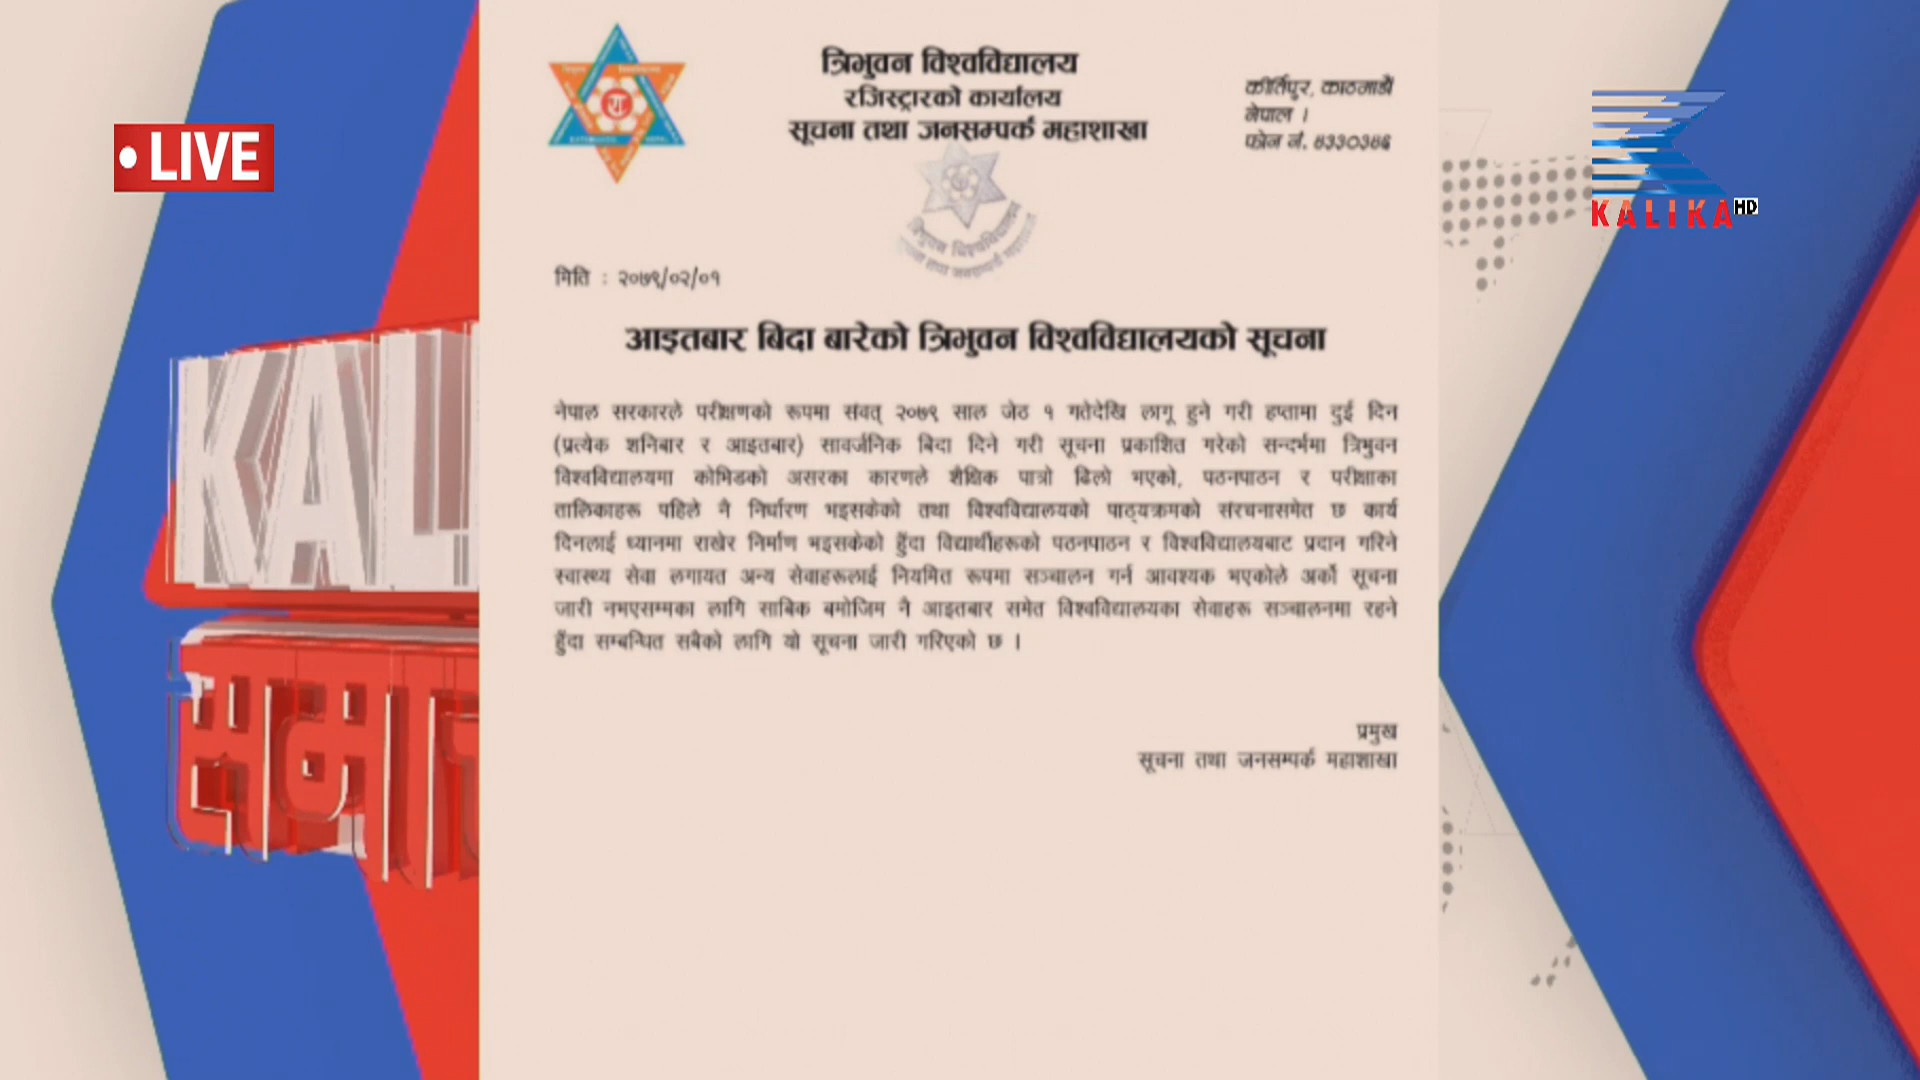 LIVE
KALIKA HD
त्रिभुवन विश्वविद्यालय
रजिस्ट्रारको कार्यालय
सूचना तथा जनसम्पर्क महाशाखा
कीर्तिपुर, काठमाडौं
नेपाल ।
फोन नं. ४३३०३४६
त्रिभुवन विश्वविद्यालय
मिति : २०७९/०२/०१
आइतबार बिदा बारेको त्रिभुवन विश्वविद्यालयको सूचना
नेपाल सरकारले परीक्षणको रूपमा संवत् २०७९ साल जेठ १ गतेदेखि लागू हुने गरी हप्तामा दुई दिन
(प्रत्येक शनिबार र आइतबार) सावर्जनिक बिदा दिने गरी सूचना प्रकाशित गरेको सन्दर्भमा त्रिभुवन
विश्वविद्यालयमा कोभिडको असरका कारणले शैक्षिक पात्रो ढिलो भएको, पठनपाठन र परीक्षाका
तालिकाहरू पहिले नै निर्धारण भइसकेको तथा विश्वविद्यालयको पाठ्यक्रमको संरचनासमेत छ कार्य
दिनलाई ध्यानमा राखेर निर्माण भइसकेको हुँदा विद्यार्थीहरूको पठनपाठन र विश्वविद्यालयबाट प्रदान गरिने
स्वास्थ्य सेवा लगायत अन्य सेवाहरूलाई नियमित रूपमा सञ्चालन गर्न आवश्यक भएकोले अर्को सूचना
जारी नभएसम्मका लागि साबिक बमोजिम नै आइतबार समेत विश्वविद्यालयका सेवाहरू सञ्चालनमा रहने
हुँदा सम्बन्धित सबैको लागि यो सूचना जारी गरिएको छ ।
प्रमुख
सूचना तथा जनसम्पर्क महाशाखा